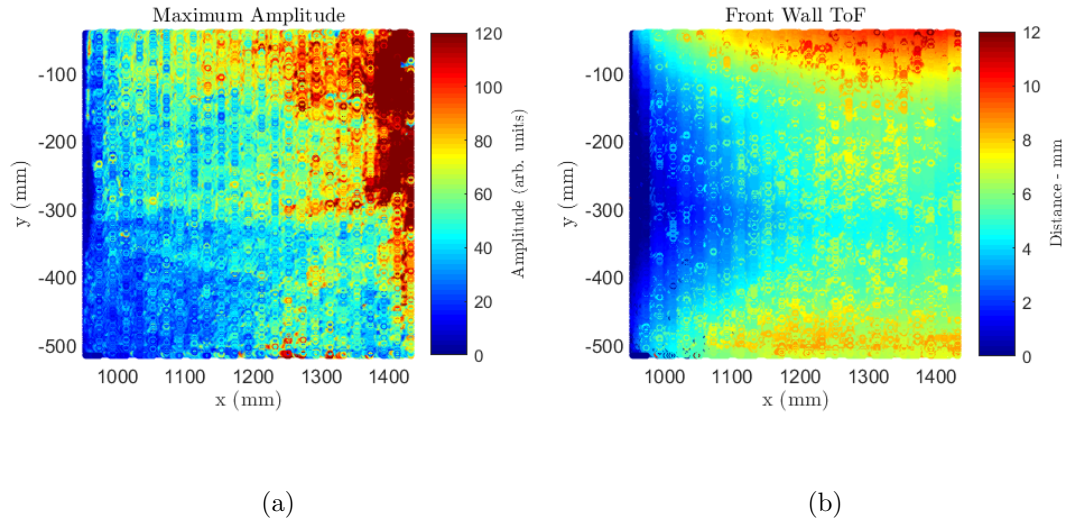 Maximum Amplitude
120
100
80
60
40
20
0
Amplitude (arb. units)
-100
-200
-300
-400
-500
y (mm)
1000 1100 1200 1300 1400
x (mm)
(a)
Front Wall ToF
12
10
8
6
4
2
0
Distance - mm
-100
-200
-300
-400
-500
y (mm)
1000 1100 1200 1300 1400
x (mm)
(b)